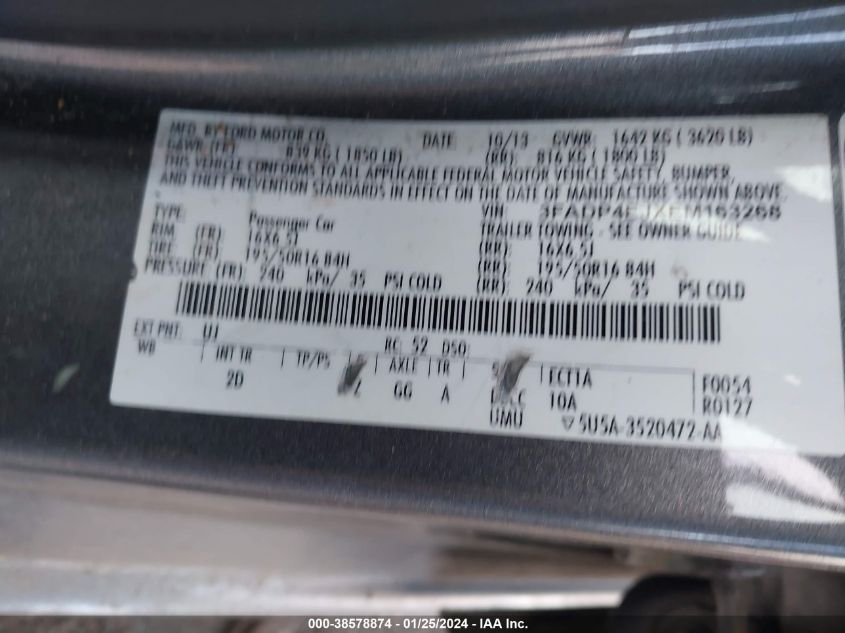 MFD. BY FORD MOTOR CO. DATE: 10/13 GVWR: 1642 KG ( 3620 LB)
GAWR: (FR) 839 KG ( 1850 LB) (RR): 816 KG ( 1800 LB)
THIS VEHICLE CONFORMS TO ALL APPLICABLE FEDERAL MOTOR VEHICLE SAFETY, BUMPER,
AND THEFT PREVENTION STANDARDS IN EFFECT ON THE DATE OF MANUFACTURE SHOWN ABOVE.
VIN: 3FADP4EJXEM163268
TYPE: Passenger Car TRAILER TOWING - SEE OWNER GUIDE
RIM (FR): 16X6.5J (RR): 16X6.5J
TIRE (FR): 195/50R16 84H (RR): 195/50R16 84H
PRESSURE (FR) 240 kPa/ 35 PSI COLD (RR): 240 kPa/ 35 PSI COLD
EXT PNT: UJ RC: 52 DSO:
WB INT TR TP/PS AXLE TR ECT1A F0054
2D GG A 10A R0127
UMU ▽5U5A-3520472-AA
000-38578874 - 01/25/2024 - IAA Inc.